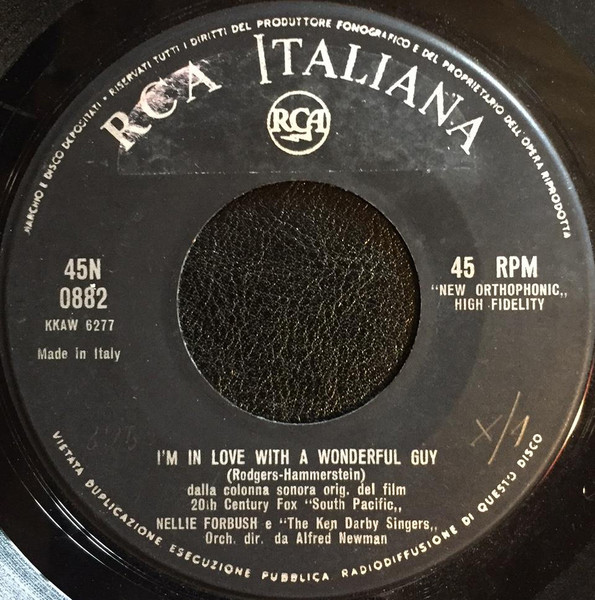 MARCHIO E DISCO DEPOSITATI - RISERVATI TUTTI I DIRITTI DEL PRODUTTORE FONOGRAFICO E DEL PROPRIETARIO DELL'OPERA RIPRODOTTA
RCA ITALIANA
RCA
45N
0882
KKAW 6277
Made in Italy
45 RPM
"NEW ORTHOPHONIC„
HIGH FIDELITY
X/1
I'M IN LOVE WITH A WONDERFUL GUY
(Rodgers-Hammerstein)
dalla colonna sonora orig. del film
20th Century Fox "South Pacific„
NELLIE FORBUSH e "The Ken Darby Singers„
Orch. dir. da Alfred Newman
VIETATA DUPLICAZIONE ESECUZIONE PUBBLICA RADIODIFFUSIONE DI QUESTO DISCO